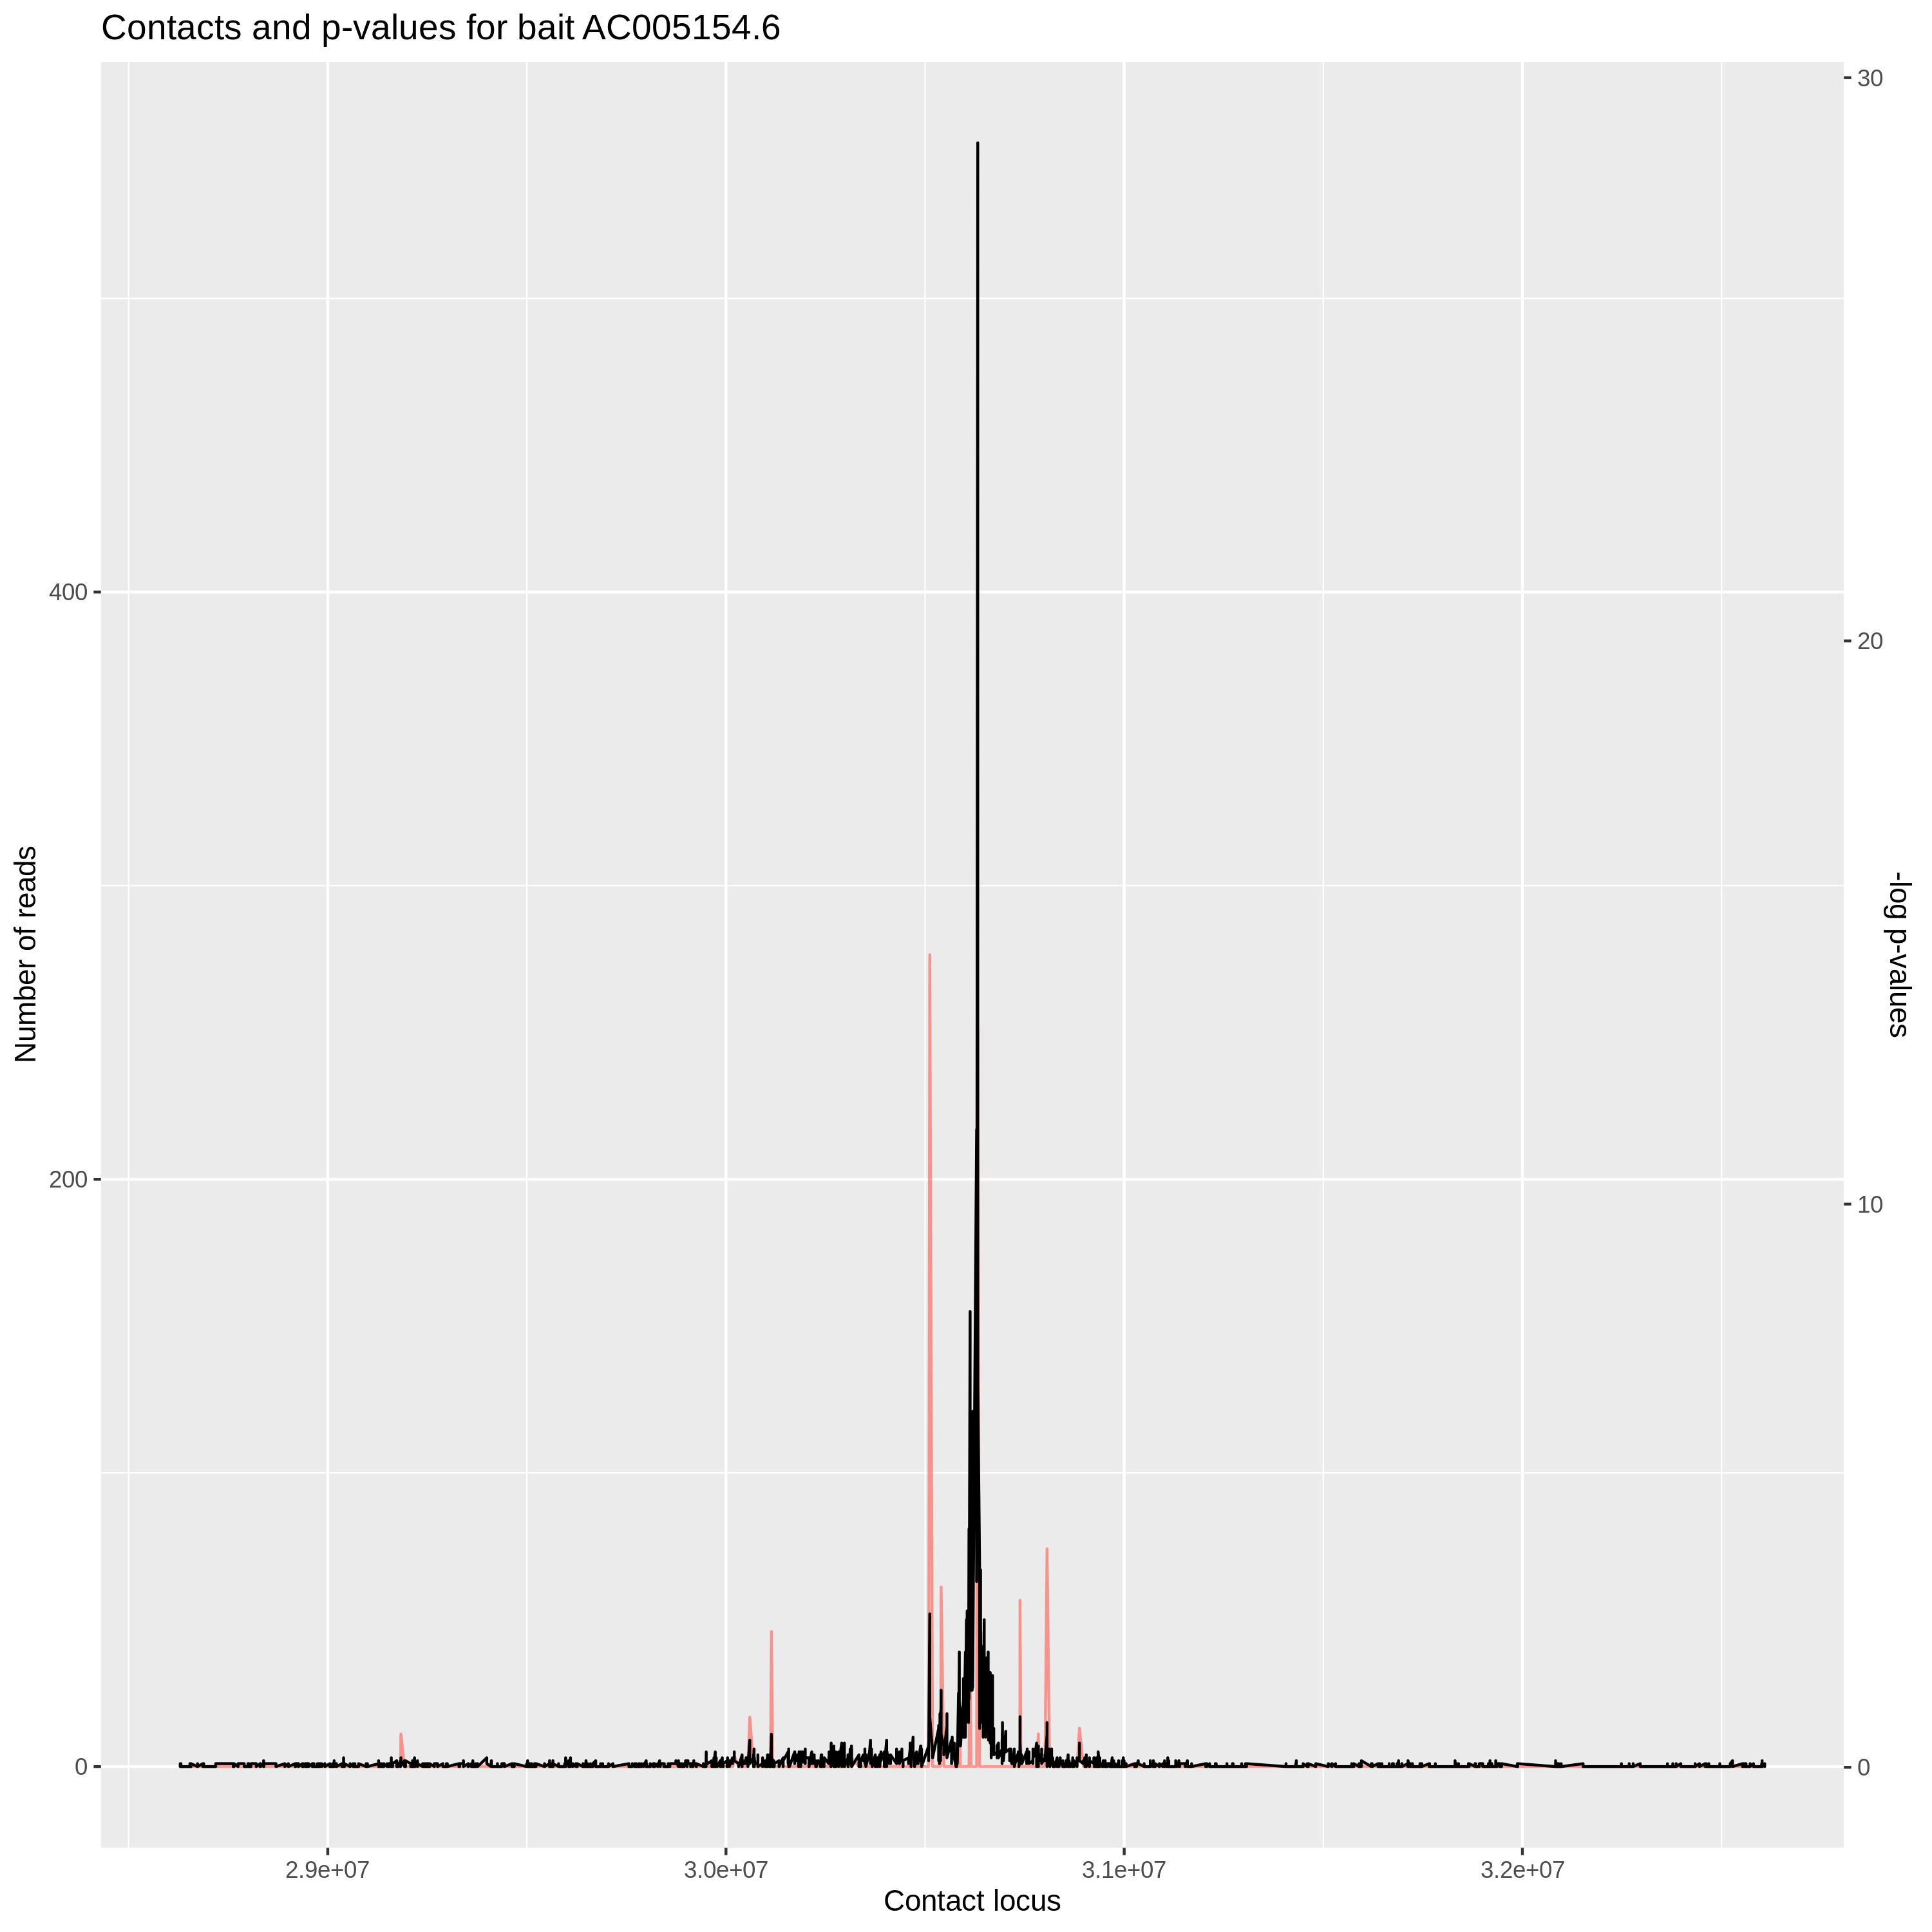 Contacts and p-values for bait AC005154.6
30
400
20
Number of reads
-log p-values
200
10
0
0
2.9e+07 3.0e+07 3.1e+07 3.2e+07
Contact locus